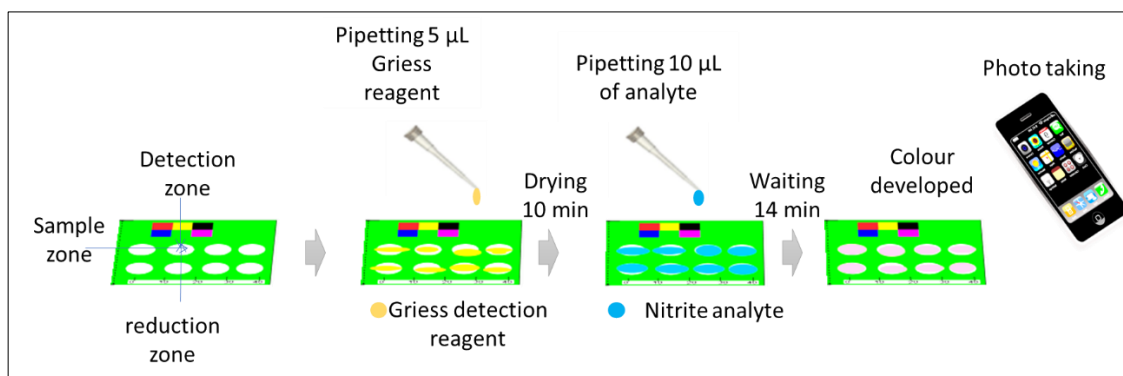 Pipetting 5 µL
Griess
reagent
Pipetting 10 µL
of analyte
Photo taking
Detection
zone
Sample
zone
reduction
zone
Drying
10 min
Waiting
14 min
Colour
developed
Griess detection
reagent
Nitrite analyte